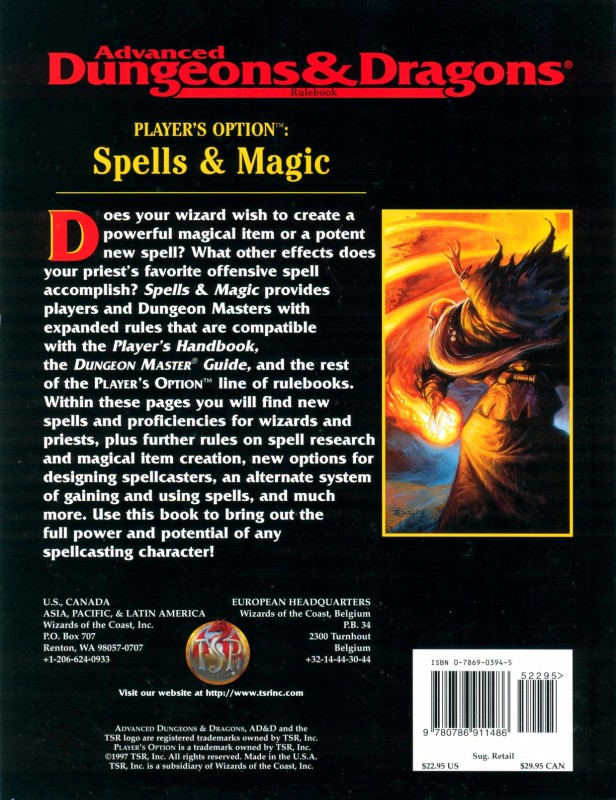 Advanced
Dungeons & Dragons®
Rulebook
PLAYER'S OPTION™:
Spells & Magic
Does your wizard wish to create a
powerful magical item or a potent
new spell? What other effects does
your priest's favorite offensive spell
accomplish? Spells & Magic provides
players and Dungeon Masters with
expanded rules that are compatible
with the Player's Handbook,
the DUNGEON MASTER® Guide, and the rest
of the PLAYER'S OPTION™ line of rulebooks.
Within these pages you will find new
spells and proficiencies for wizards and
priests, plus further rules on spell research
and magical item creation, new options for
designing spellcasters, an alternate system
of gaining and using spells, and much
more. Use this book to bring out the
full power and potential of any
spellcasting character!
U.S., CANADA
ASIA, PACIFIC, & LATIN AMERICA
Wizards of the Coast, Inc.
P.O. Box 707
Renton, WA 98057-0707
+1-206-624-0933
TSR
EUROPEAN HEADQUARTERS
Wizards of the Coast, Belgium
P.B. 34
2300 Turnhout
Belgium
+32-14-44-30-44
Visit our website at http://www.tsrinc.com
ADVANCED DUNGEONS & DRAGONS, AD&D and the
TSR logo are registered trademarks owned by TSR, Inc.
PLAYER'S OPTION is a trademark owned by TSR, Inc.
©1997 TSR, Inc. All rights reserved. Made in the U.S.A.
TSR, Inc. is a subsidiary of Wizards of the Coast, Inc.
ISBN 0-7869-0394-5
52295>
9 780786 911486
Sug. Retail
$22.95 US $29.95 CAN